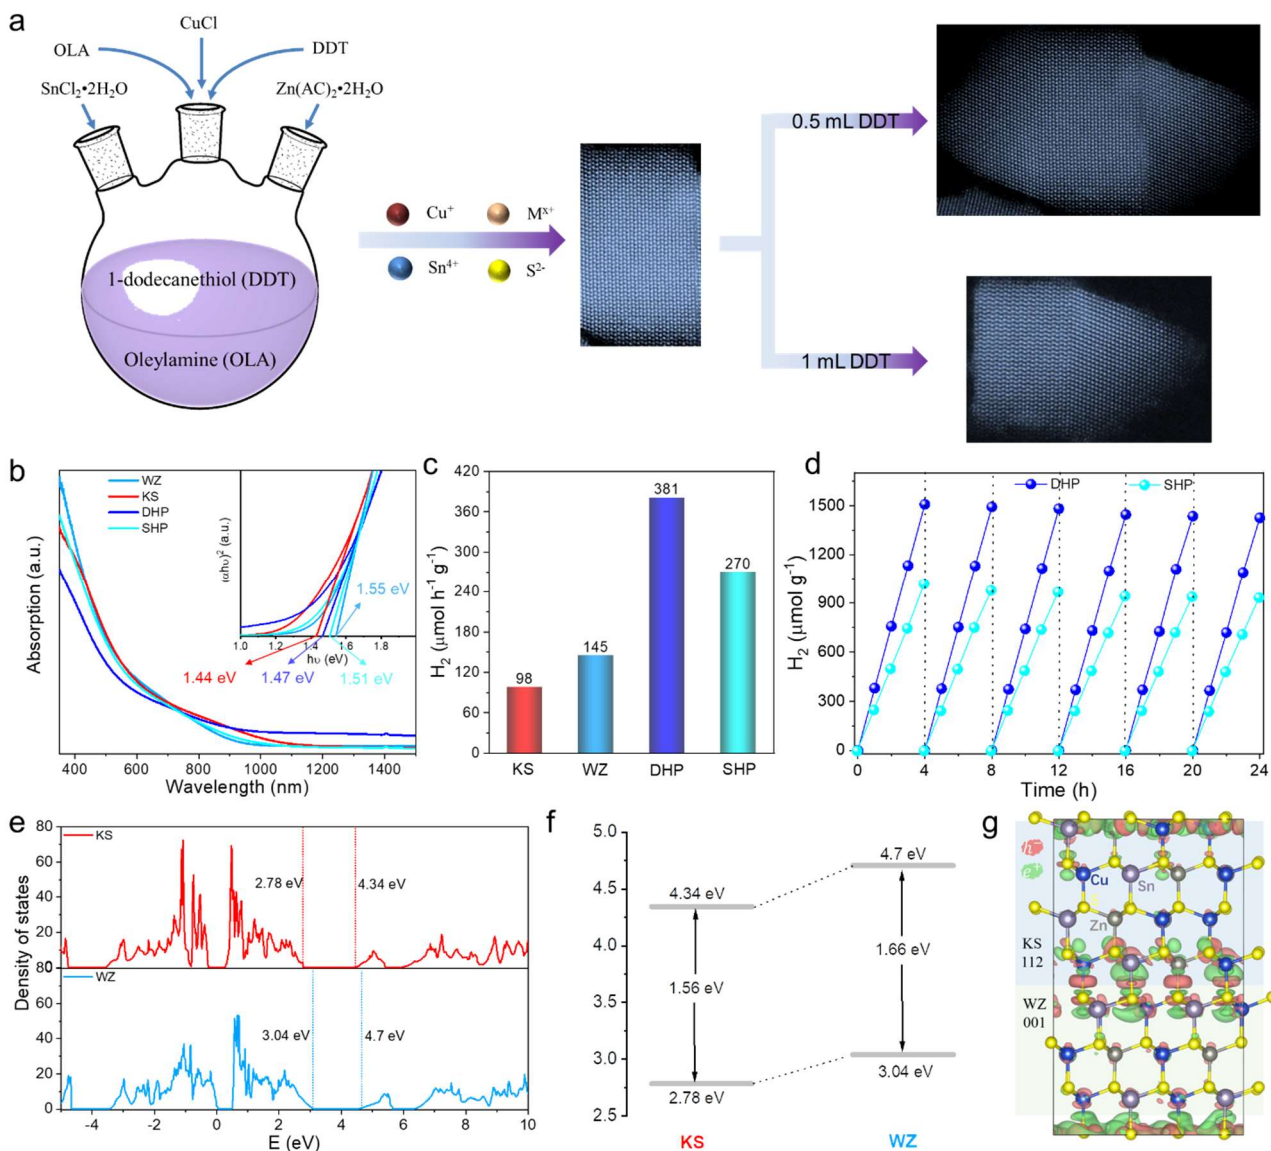 a
CuCl
OLA
DDT
SnCl₂•2H₂O
Zn(AC)₂•2H₂O
1-dodecanethiol (DDT)
Oleylamine (OLA)
Cu⁺
Mˣ⁺
Sn⁴⁺
S²⁻
0.5 mL DDT
1 mL DDT
b
WZ
KS
DHP
SHP
Absorption (a.u.)
(αhυ)² (a.u.)
1.55 eV
1.0 1.2 1.4 1.6 1.8
hυ (eV)
1.44 eV
1.47 eV
1.51 eV
400 600 800 1000 1200 1400
Wavelength (nm)
c
H₂ (μmol h⁻¹ g⁻¹)
420
360
300
240
180
120
60
0
98
145
381
270
KS WZ DHP SHP
d
DHP
SHP
H₂ (μmol g⁻¹)
1500
1200
900
600
300
0
0 4 8 12 16 20 24
Time (h)
e
Density of states
80
60
40
20
80
60
40
20
0
KS
2.78 eV
4.34 eV
WZ
3.04 eV
4.7 eV
-4 -2 0 2 4 6 8 10
E (eV)
f
5.0
4.5
4.0
3.5
3.0
2.5
4.34 eV
1.56 eV
2.78 eV
4.7 eV
1.66 eV
3.04 eV
KS
WZ
g
Cu
Sn
Zn
KS
112
WZ
001